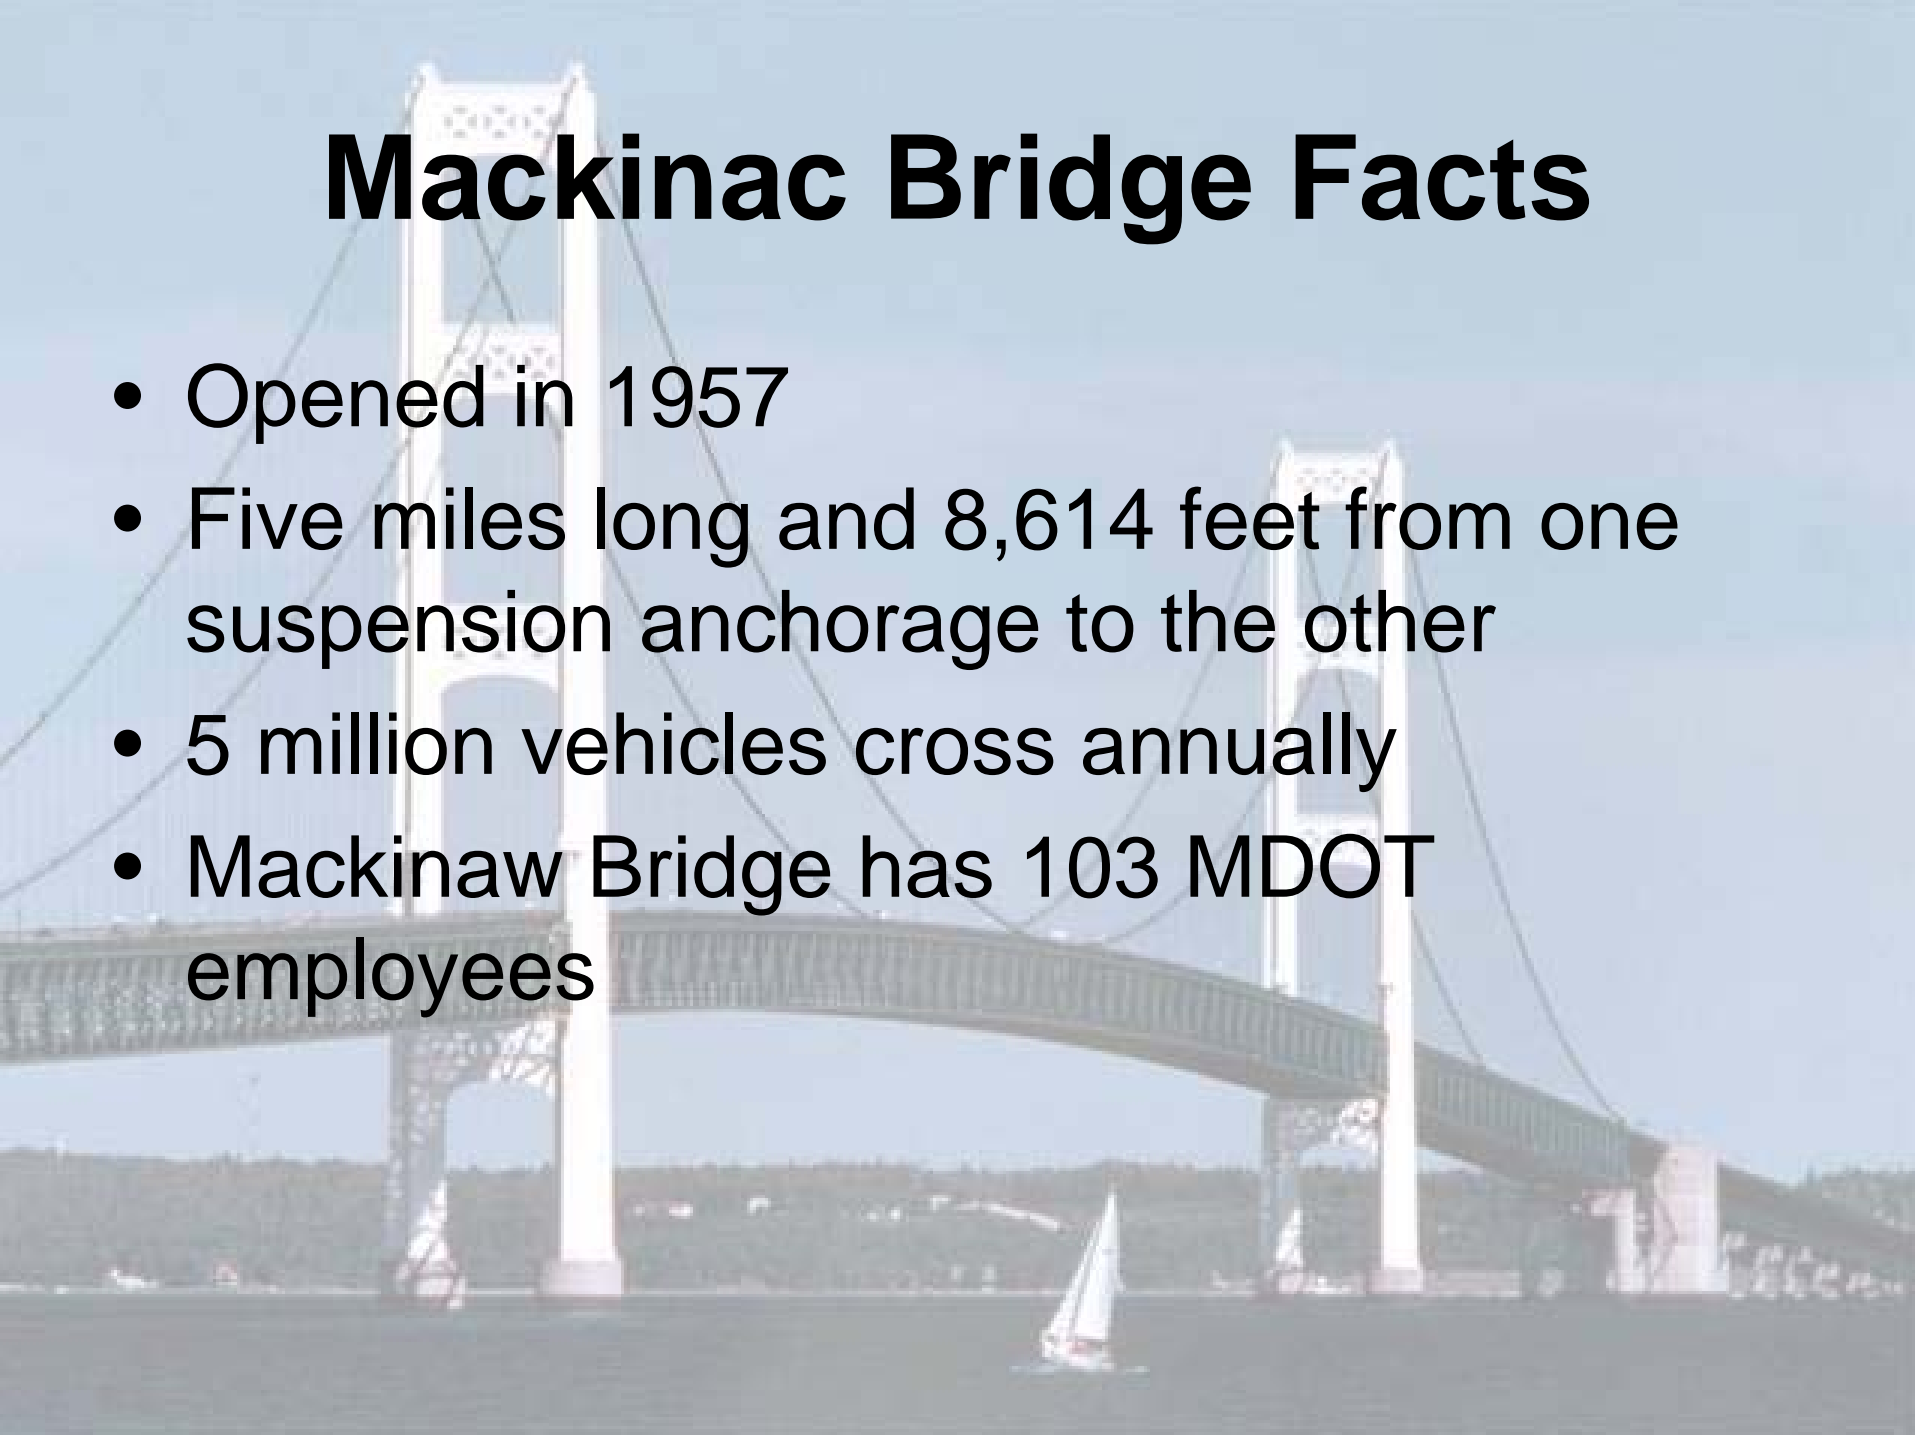 Mackinac Bridge Facts
• Opened in 1957
• Five miles long and 8,614 feet from one
suspension anchorage to the other
• 5 million vehicles cross annually
• Mackinaw Bridge has 103 MDOT
employees